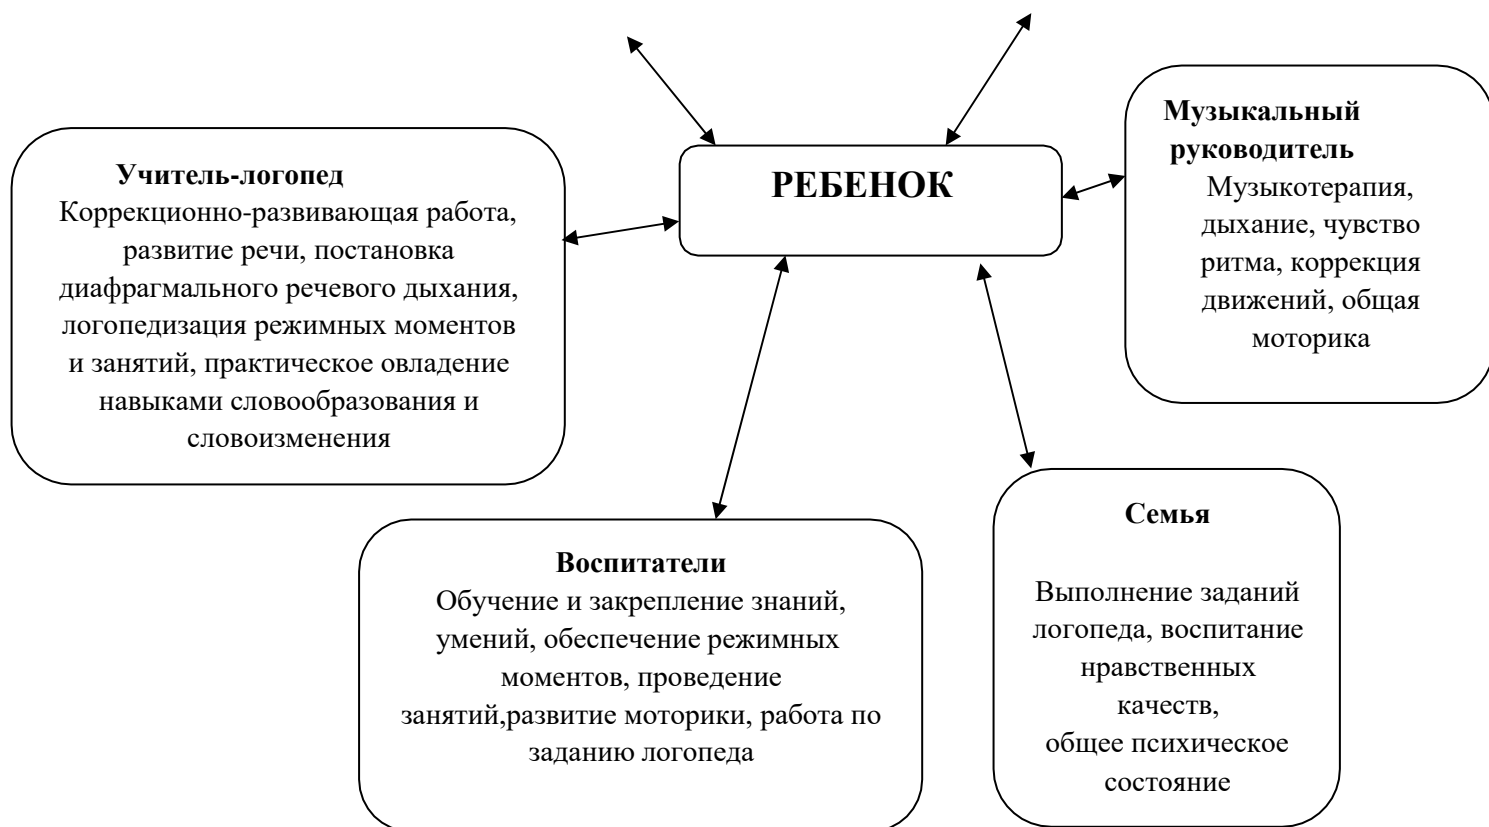 РЕБЕНОК
Музыкальный
руководитель
Музыкотерапия,
дыхание, чувство
ритма, коррекция
движений, общая
моторика
Учитель-логопед
Коррекционно-развивающая работа,
развитие речи, постановка
диафрагмального речевого дыхания,
логопедизация режимных моментов
и занятий, практическое овладение
навыками словообразования и
словоизменения
Воспитатели
Обучение и закрепление знаний,
умений, обеспечение режимных
моментов, проведение
занятий,развитие моторики, работа по
заданию логопеда
Семья
Выполнение заданий
логопеда, воспитание
нравственных
качеств,
общее психическое
состояние